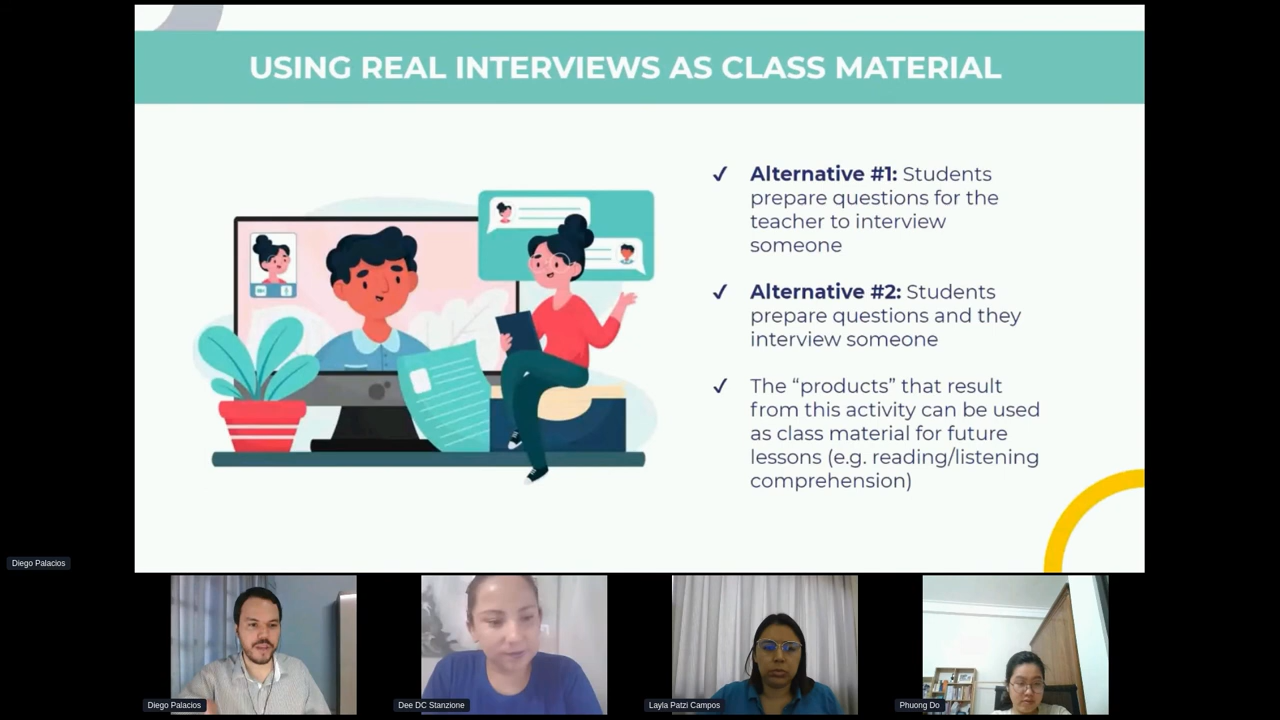 USING REAL INTERVIEWS AS CLASS MATERIAL
✓ Alternative #1: Students
prepare questions for the
teacher to interview
someone
✓ Alternative #2: Students
prepare questions and they
interview someone
✓ The “products” that result
from this activity can be used
as class material for future
lessons (e.g. reading/listening
comprehension)
Diego Palacios
Diego Palacios
Dee DC Stanzione
Layla Patzi Campos
Phuong Do